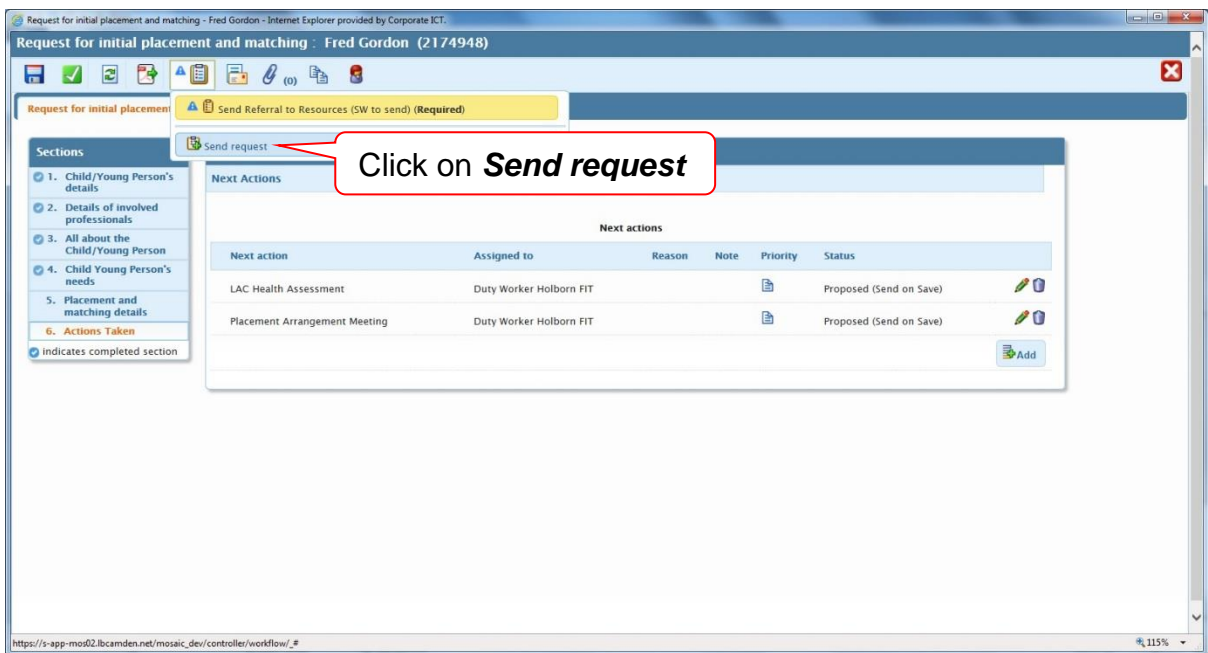 Request for initial placement and matching - Fred Gordon - Internet Explorer provided by Corporate ICT.
Request for initial placement and matching : Fred Gordon (2174948)
(0)
Request for initial placement
Send Referral to Resources (SW to send) (Required)
Send request
Click on Send request
Sections
1. Child/Young Person's
details
2. Details of involved
professionals
3. All about the
Child/Young Person
4. Child Young Person's
needs
5. Placement and
matching details
6. Actions Taken
indicates completed section
Next Actions
Next actions
Next action Assigned to Reason Note Priority Status
LAC Health Assessment Duty Worker Holborn FIT Proposed (Send on Save)
Placement Arrangement Meeting Duty Worker Holborn FIT Proposed (Send on Save)
Add
https://s-app-mos02.lbcamden.net/mosaic_dev/controller/workflow/_#
115%